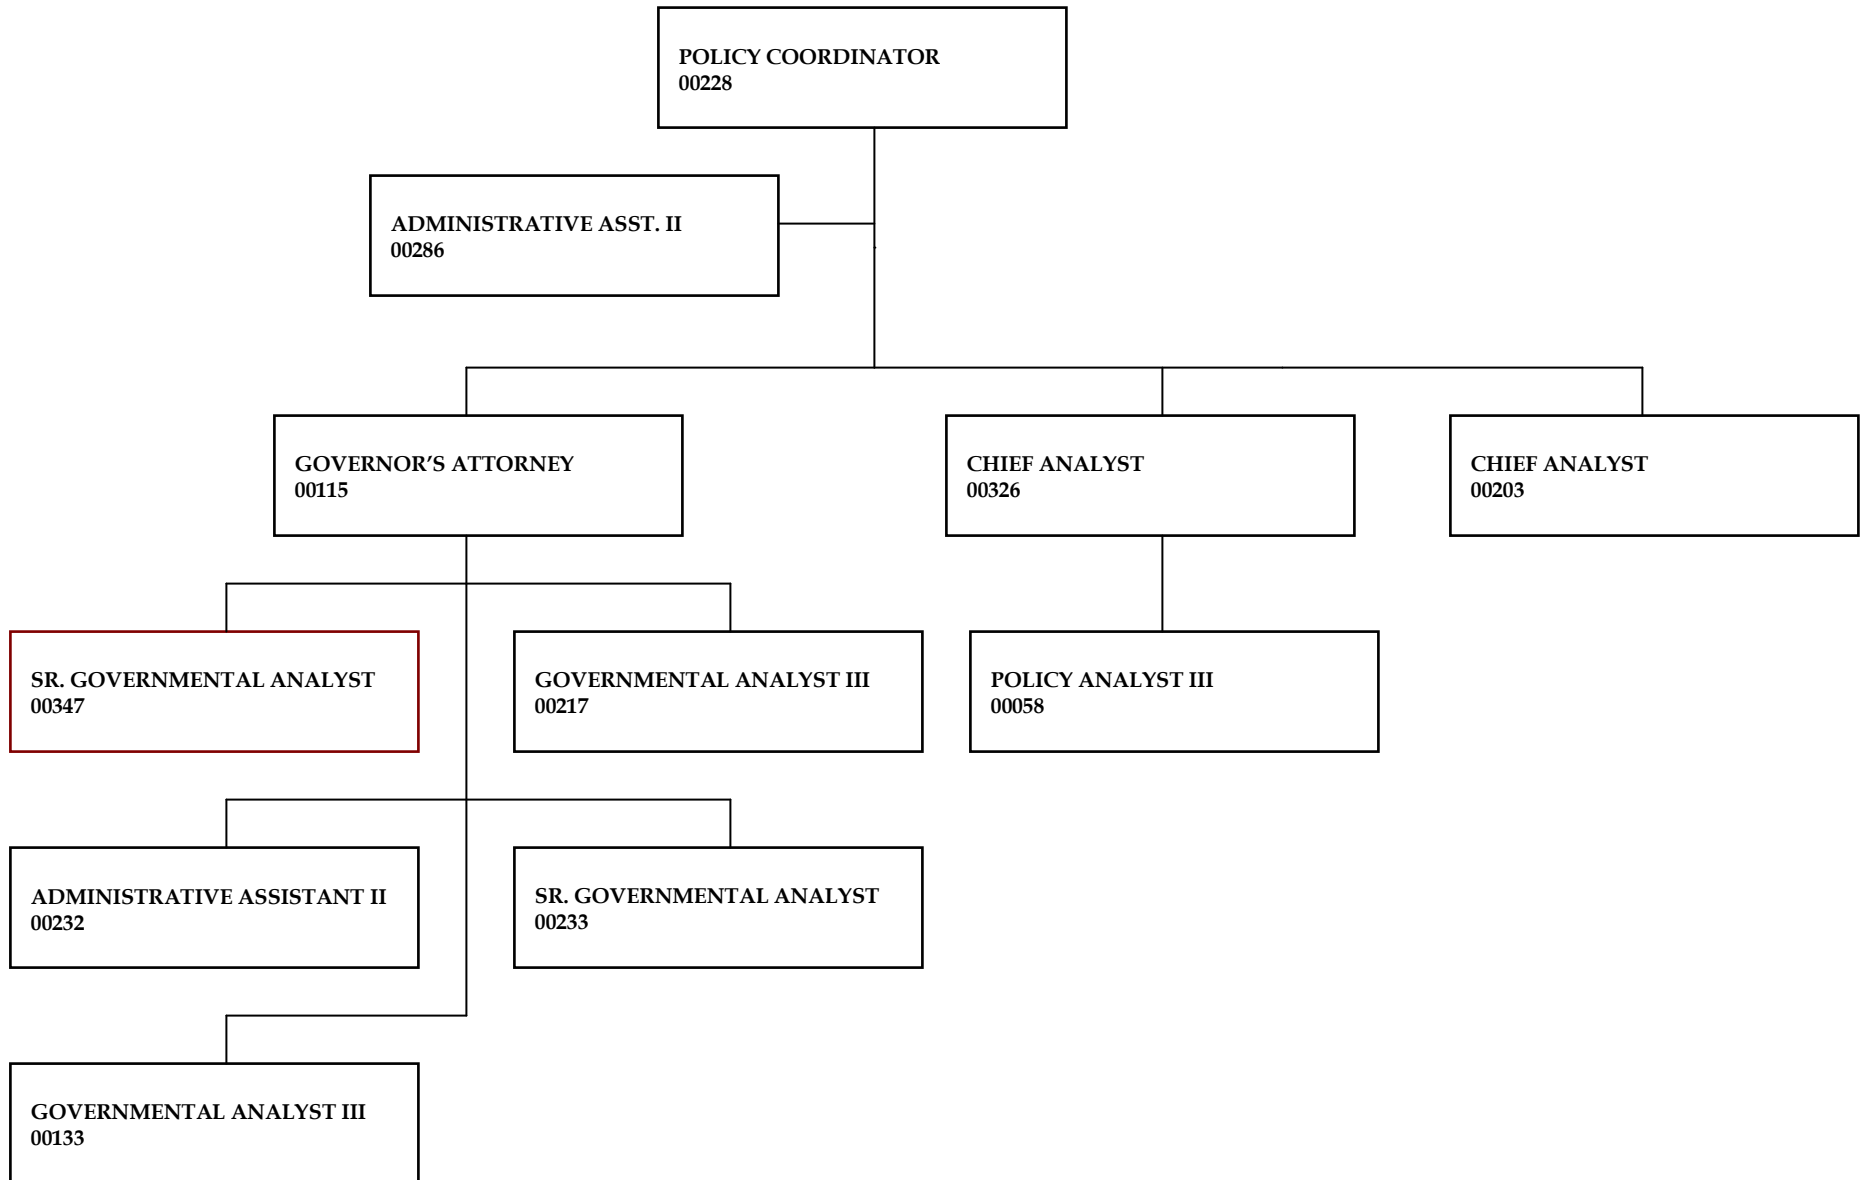 POLICY COORDINATOR
00228
ADMINISTRATIVE ASST. II
00286
GOVERNOR’S ATTORNEY
00115
CHIEF ANALYST
00326
CHIEF ANALYST
00203
SR. GOVERNMENTAL ANALYST
00347
GOVERNMENTAL ANALYST III
00217
POLICY ANALYST III
00058
ADMINISTRATIVE ASSISTANT II
00232
SR. GOVERNMENTAL ANALYST
00233
GOVERNMENTAL ANALYST III
00133